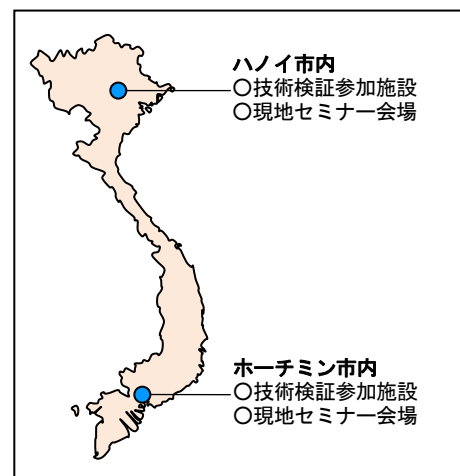 ハノイ市内
○技術検証参加施設
○現地セミナー会場
ホーチミン市内
○技術検証参加施設
○現地セミナー会場